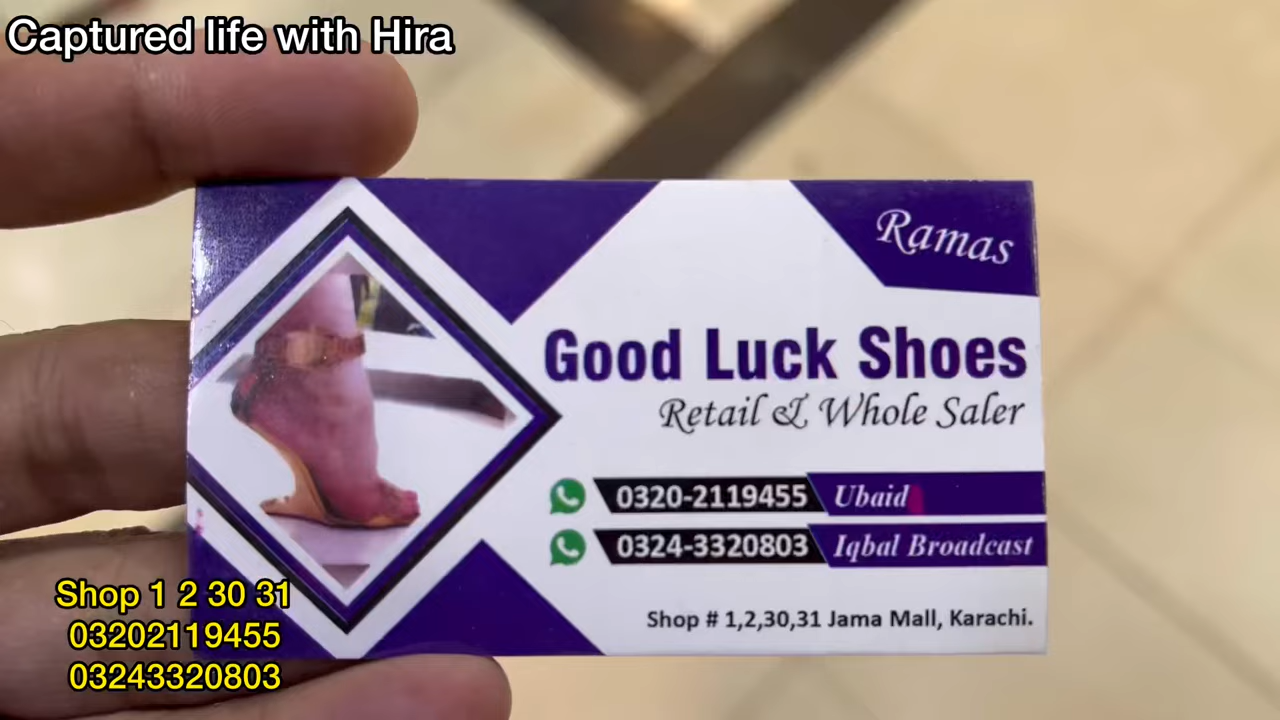 Captured life with Hira
Ramas
Good Luck Shoes
Retail & Whole Saler
0320-2119455 Ubaid
0324-3320803 Iqbal Broadcast
Shop # 1,2,30,31 Jama Mall, Karachi.
Shop 1 2 30 31
03202119455
03243320803